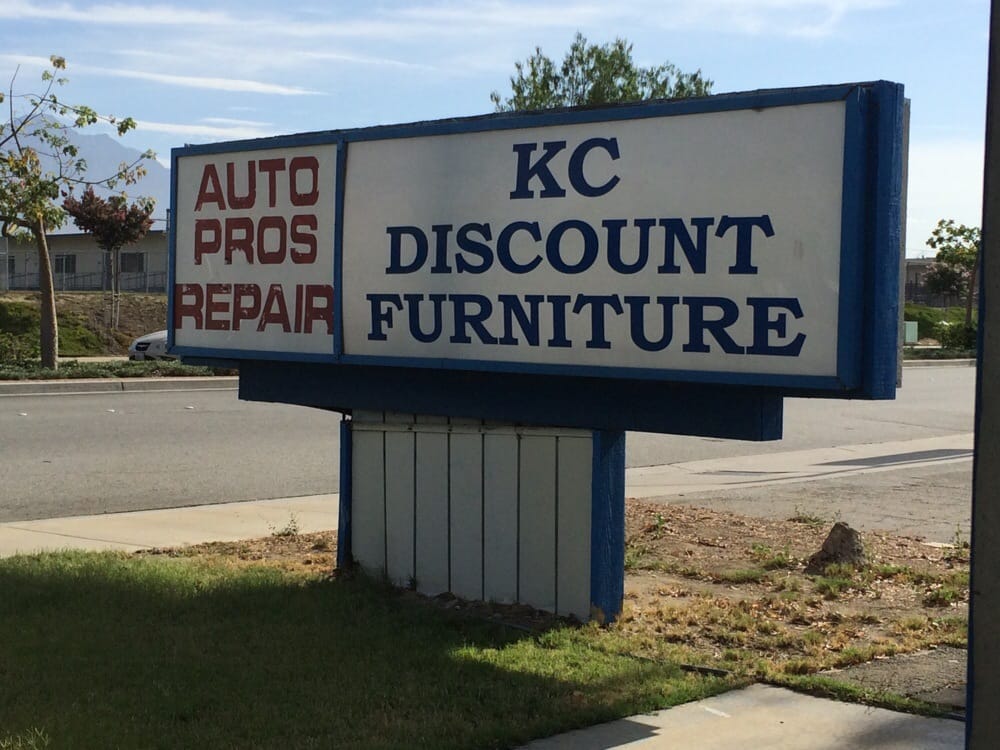 AUTO
PROS
REPAIR
KC
DISCOUNT
FURNITURE